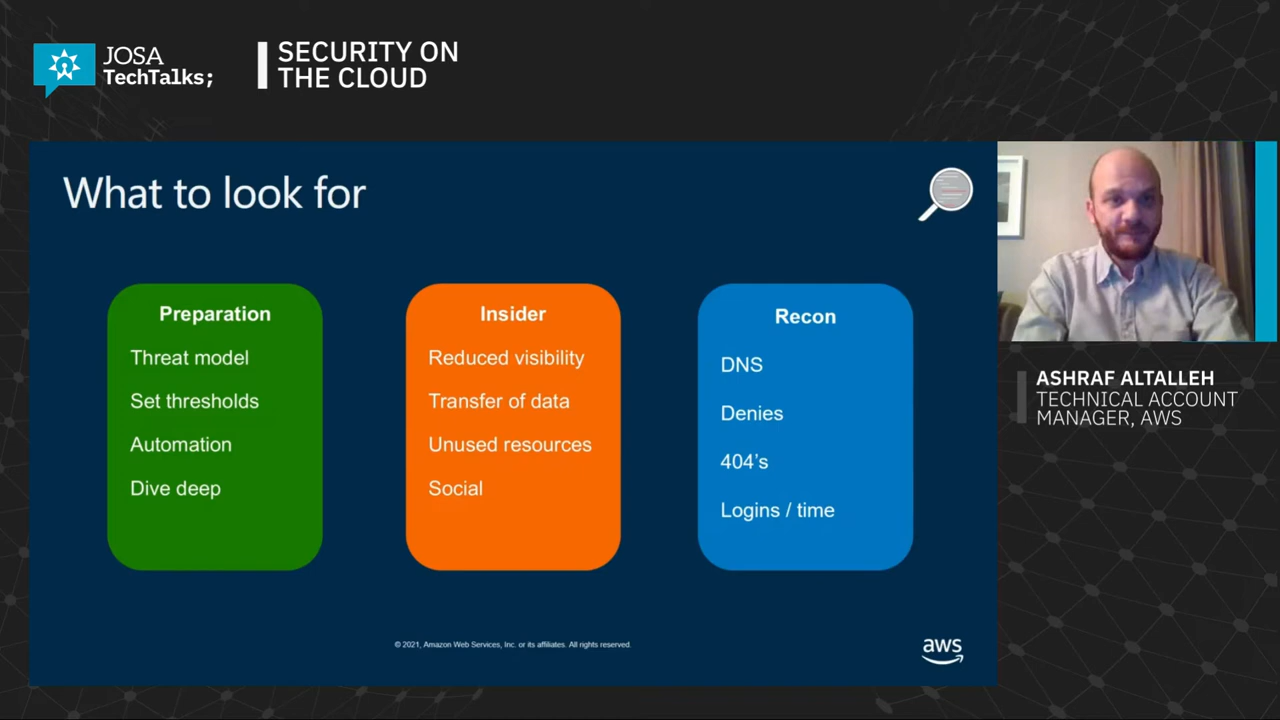 JOSA
TechTalks;
SECURITY ON
THE CLOUD
What to look for
Preparation
Threat model
Set thresholds
Automation
Dive deep
Insider
Reduced visibility
Transfer of data
Unused resources
Social
Recon
DNS
Denies
404's
Logins / time
© 2021, Amazon Web Services, Inc. or its affiliates. All rights reserved.
aws
ASHRAF ALTALLEH
TECHNICAL ACCOUNT
MANAGER, AWS